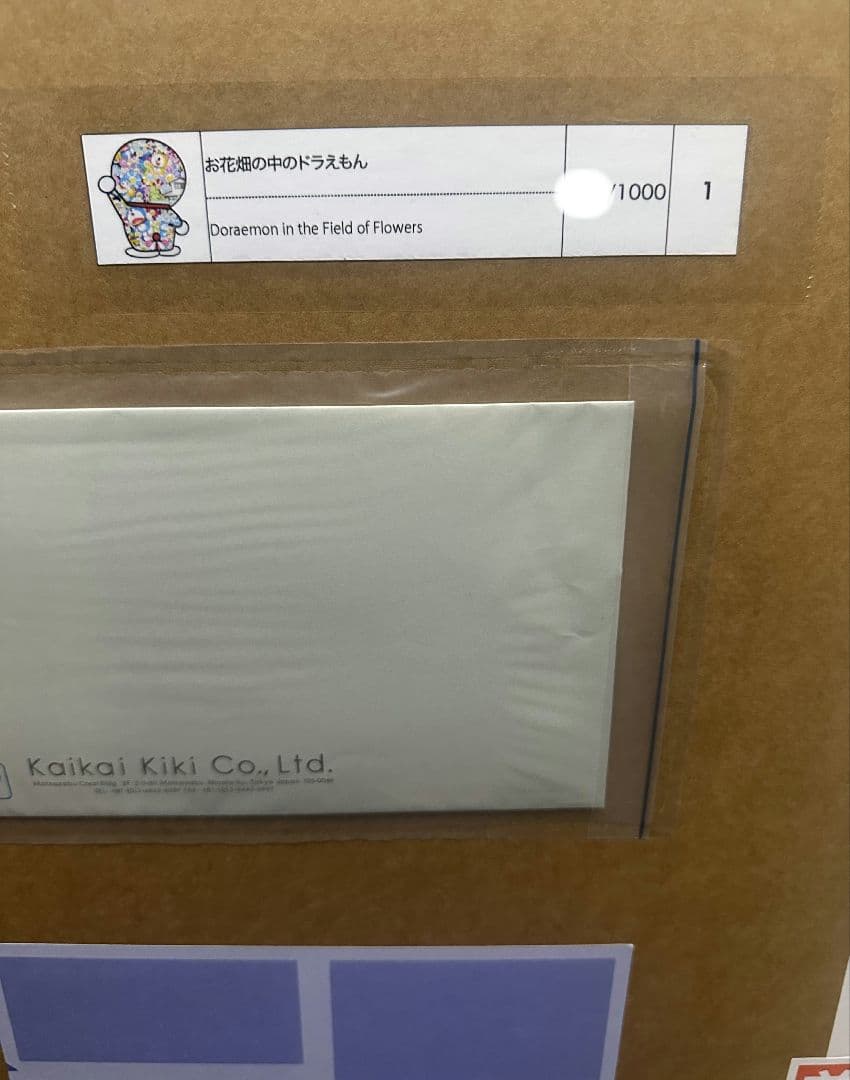 お花畑の中のドラえもん
/1000
1
Doraemon in the Field of Flowers
Kaikai Kiki Co., Ltd.